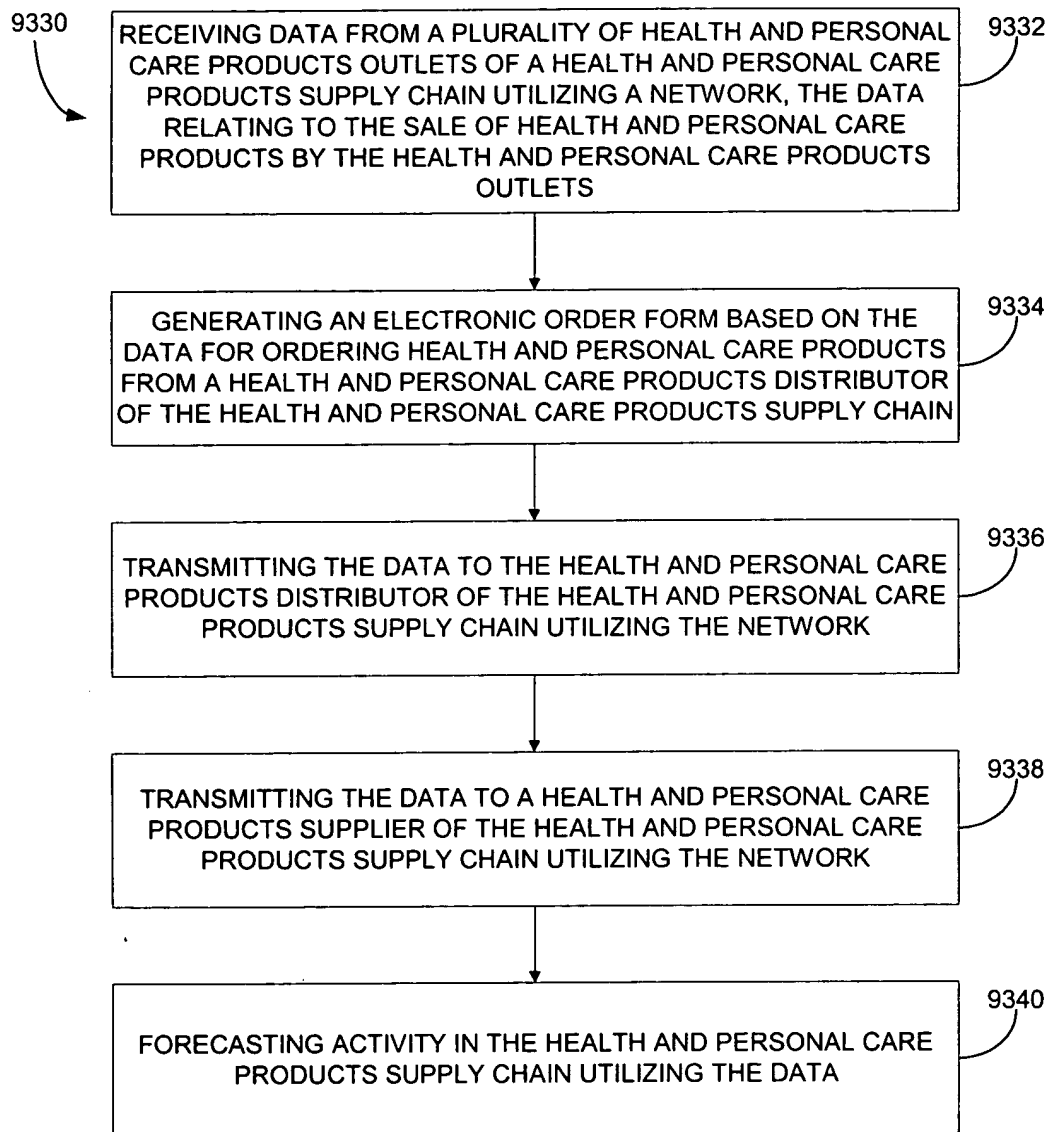 9330
RECEIVING DATA FROM A PLURALITY OF HEALTH AND PERSONAL
CARE PRODUCTS OUTLETS OF A HEALTH AND PERSONAL CARE
PRODUCTS SUPPLY CHAIN UTILIZING A NETWORK, THE DATA
RELATING TO THE SALE OF HEALTH AND PERSONAL CARE
PRODUCTS BY THE HEALTH AND PERSONAL CARE PRODUCTS
OUTLETS
9332
GENERATING AN ELECTRONIC ORDER FORM BASED ON THE
DATA FOR ORDERING HEALTH AND PERSONAL CARE PRODUCTS
FROM A HEALTH AND PERSONAL CARE PRODUCTS DISTRIBUTOR
OF THE HEALTH AND PERSONAL CARE PRODUCTS SUPPLY CHAIN
9334
TRANSMITTING THE DATA TO THE HEALTH AND PERSONAL CARE
PRODUCTS DISTRIBUTOR OF THE HEALTH AND PERSONAL CARE
PRODUCTS SUPPLY CHAIN UTILIZING THE NETWORK
9336
TRANSMITTING THE DATA TO A HEALTH AND PERSONAL CARE
PRODUCTS SUPPLIER OF THE HEALTH AND PERSONAL CARE
PRODUCTS SUPPLY CHAIN UTILIZING THE NETWORK
9338
FORECASTING ACTIVITY IN THE HEALTH AND PERSONAL CARE
PRODUCTS SUPPLY CHAIN UTILIZING THE DATA
9340